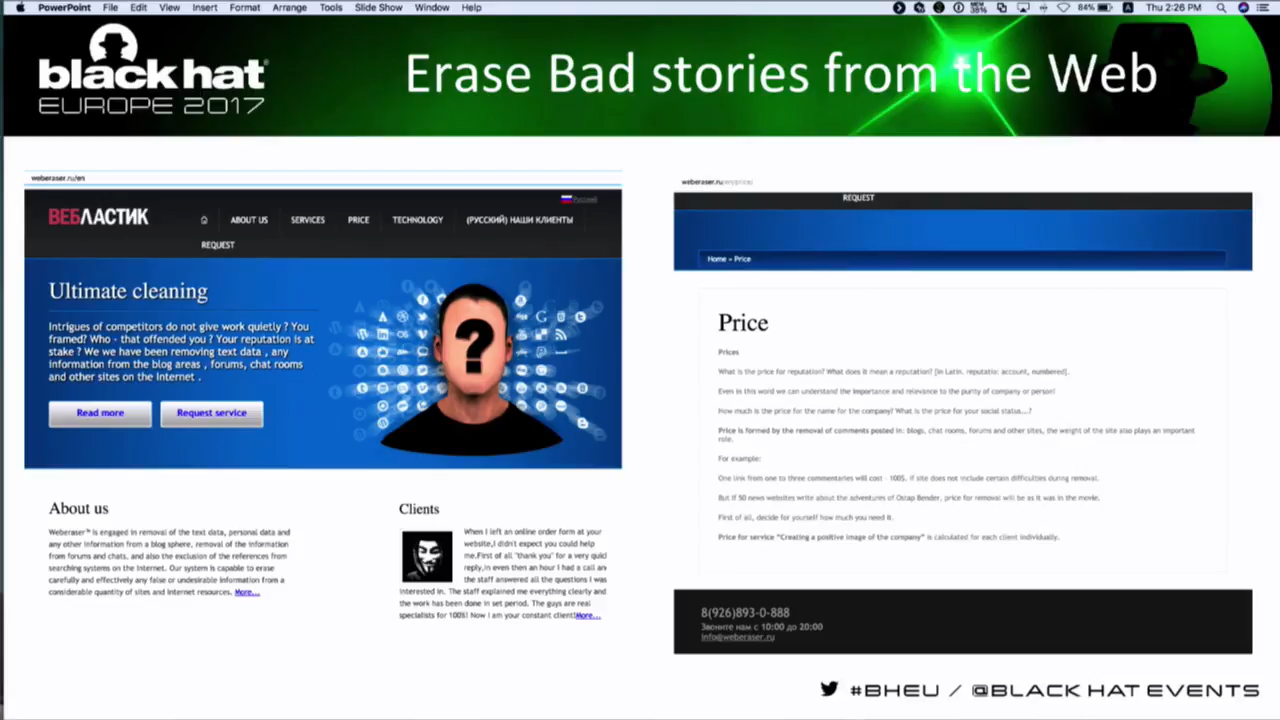 PowerPoint File Edit View Insert Format Arrange Tools Slide Show Window Help
84% Thu 2:26 PM
black hat®
EUROPE 2017
Erase Bad stories from the Web
weberaser.ru/en
Русский
ВЕБЛАСТИК
ABOUT US SERVICES PRICE TECHNOLOGY (РУССКИЙ) НАШИ КЛИЕНТЫ
REQUEST
Ultimate cleaning
Intrigues of competitors do not give work quietly ? You
framed? Who - that offended you ? Your reputation is at
stake ? We we have been removing text data , any
information from the blog areas , forums, chat rooms
and other sites on the Internet .
Read more Request service
?
About us
Weberaser™ is engaged in removal of the text data, personal data and
any other information from a blog sphere, removal of the information
from forums and chats, and also the exclusion of the references from
searching systems on the Internet. Our system is capable to erase
carefully and effectively any false or undesirable information from a
considerable quantity of sites and Internet resources. More...
Clients
When I left an online order form at your
website,I didn't expect you could help
me.First of all "thank you" for a very quid
reply,in even then an hour I had a call an
the staff answered all the questions I was
interested in. The staff explained me everything clearly and
the work has been done in set period. The guys are real
specialists for 100%! Now I am your constant client!More...
weberaser.ru/en/price/
REQUEST
Home » Price
Price
Prices
What is the price for reputation? What does it mean a reputation? [in Latin. reputatio: account, numbered].
Even in this word we can understand the importance and relevance to the purity of company or person!
How much is the price for the name for the company? What is the price for your social status...?
Price is formed by the removal of comments posted in: blogs, chat rooms, forums and other sites, the weight of the site also plays an important
role.
For example:
One link from one to three commentaries will cost - 100$, if site does not include certain difficulties during removal.
But if 50 news websites write about the adventures of Ostap Bender, price for removal will be as it was in the movie.
First of all, decide for yourself how much you need it.
Price for service "Creating a positive image of the company" is calculated for each client individually.
8(926)893-0-888
Звоните нам с 10:00 до 20:00
info@weberaser.ru
#BHEU / @BLACK HAT EVENTS